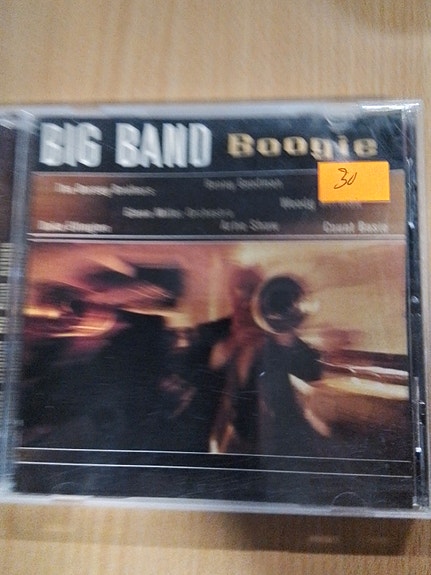 BIG BAND Boogie
30
The Dorsey Brothers Benny Goodman
Woody
Glenn Miller Orchestra
Duke Ellington Artie Shaw Count Basie